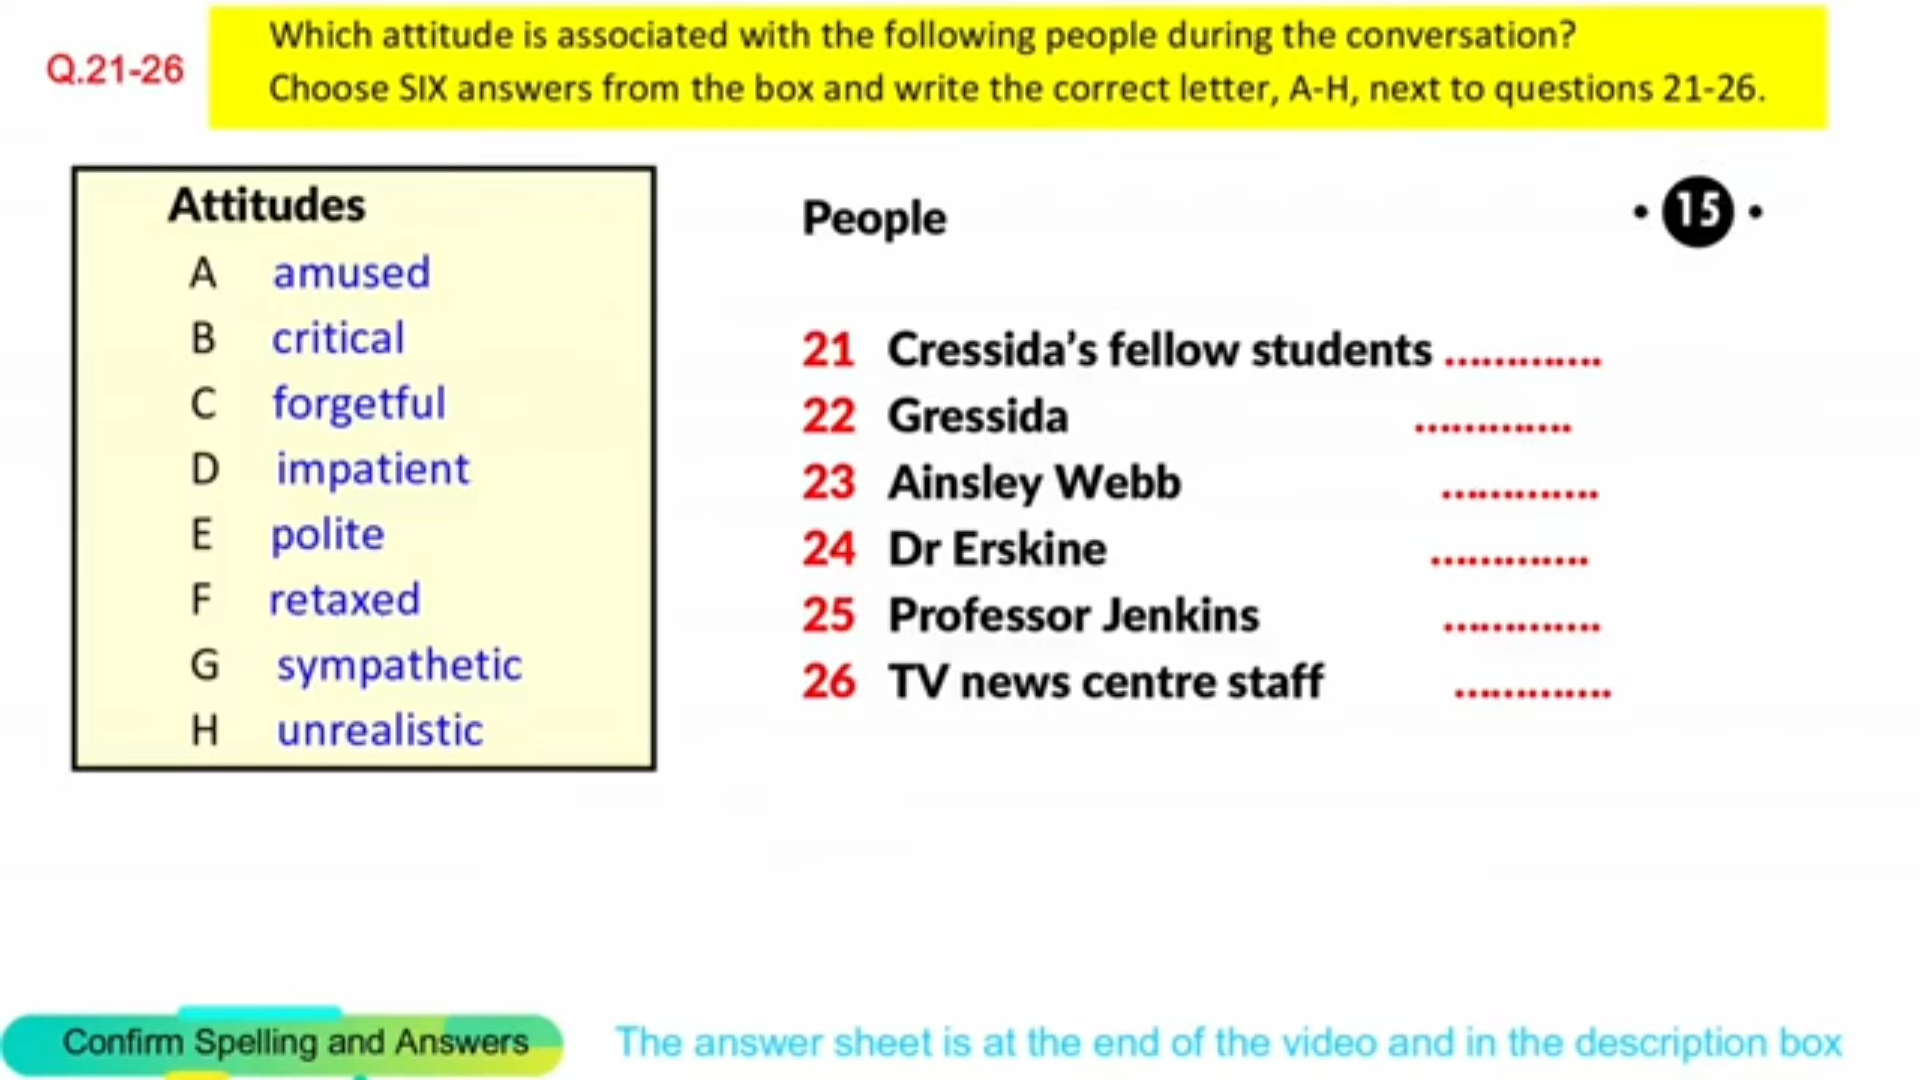 Q.21-26
Which attitude is associated with the following people during the conversation?
Choose SIX answers from the box and write the correct letter, A-H, next to questions 21-26.
Attitudes
A amused
B critical
C forgetful
D impatient
E polite
F retaxed
G sympathetic
H unrealistic
People
• 15 •
21 Cressida’s fellow students .............
22 Gressida .............
23 Ainsley Webb .............
24 Dr Erskine .............
25 Professor Jenkins .............
26 TV news centre staff .............
Confirm Spelling and Answers
The answer sheet is at the end of the video and in the description box